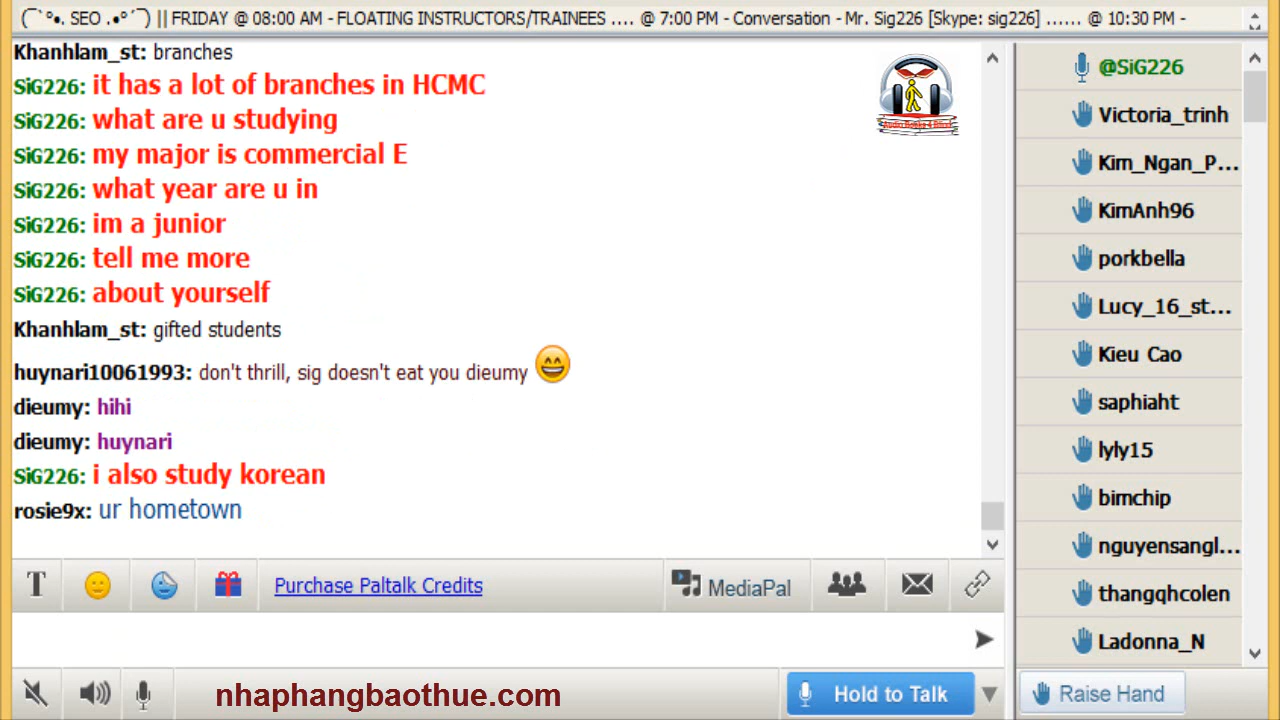 (¯`°•. SEO .•°´¯) || FRIDAY @ 08:00 AM - FLOATING INSTRUCTORS/TRAINEES .... @ 7:00 PM - Conversation - Mr. Sig226 [Skype: sig226] ...... @ 10:30 PM -
Khanhlam_st: branches
SiG226: it has a lot of branches in HCMC
SiG226: what are u studying
SiG226: my major is commercial E
SiG226: what year are u in
SiG226: im a junior
SiG226: tell me more
SiG226: about yourself
Khanhlam_st: gifted students
huynari10061993: don't thrill, sig doesn't eat you dieumy
dieumy: hihi
dieumy: huynari
SiG226: i also study korean
rosie9x: ur hometown
@SiG226
Victoria_trinh
Kim_Ngan_P...
KimAnh96
porkbella
Lucy_16_st...
Kieu Cao
saphiaht
lyly15
bimchip
nguyensangl...
thangqhcolen
Ladonna_N
T
Purchase Paltalk Credits
MediaPal
nhaphangbaothue.com
Hold to Talk
Raise Hand